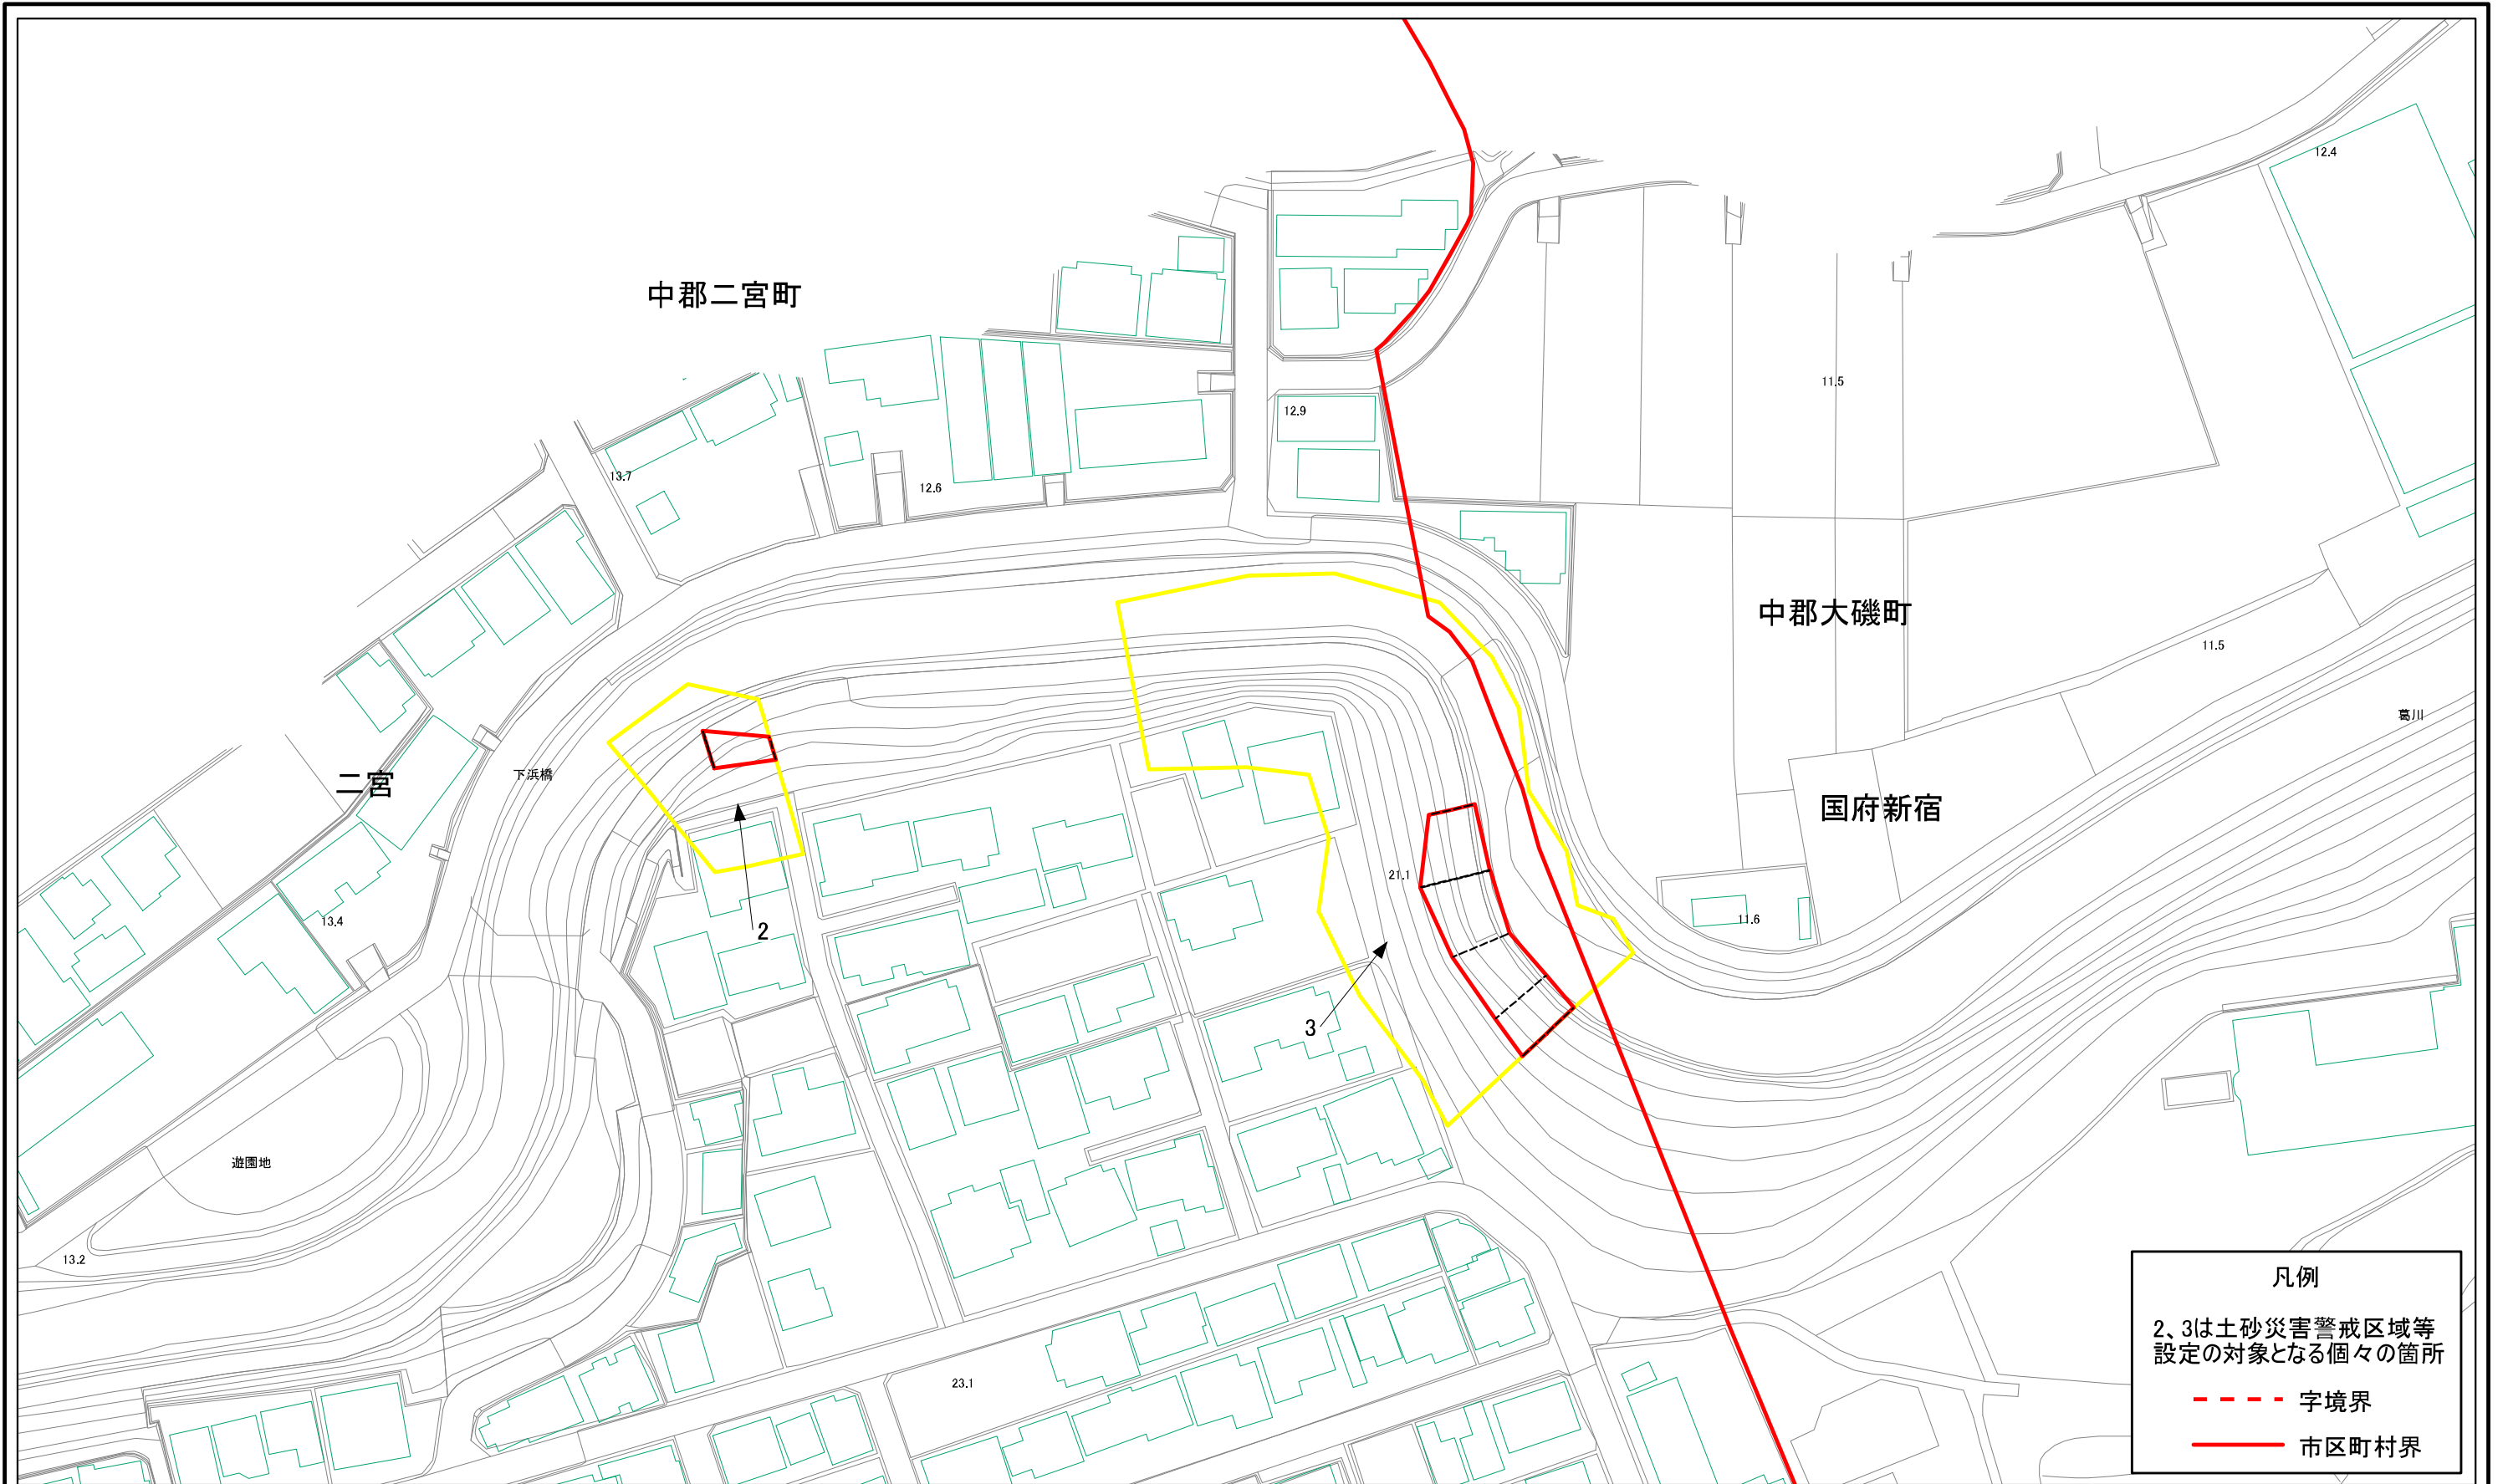 12.4
中郡二宮町
11.5
12.9
13.7
12.6
中郡大磯町
11.5
葛川
下浜橋
二宮
国府新宿
21.1
13.4
11.6
2
3
遊園地
13.2
23.1
凡例
2、3は土砂災害警戒区域等
設定の対象となる個々の箇所
字境界
市区町村界